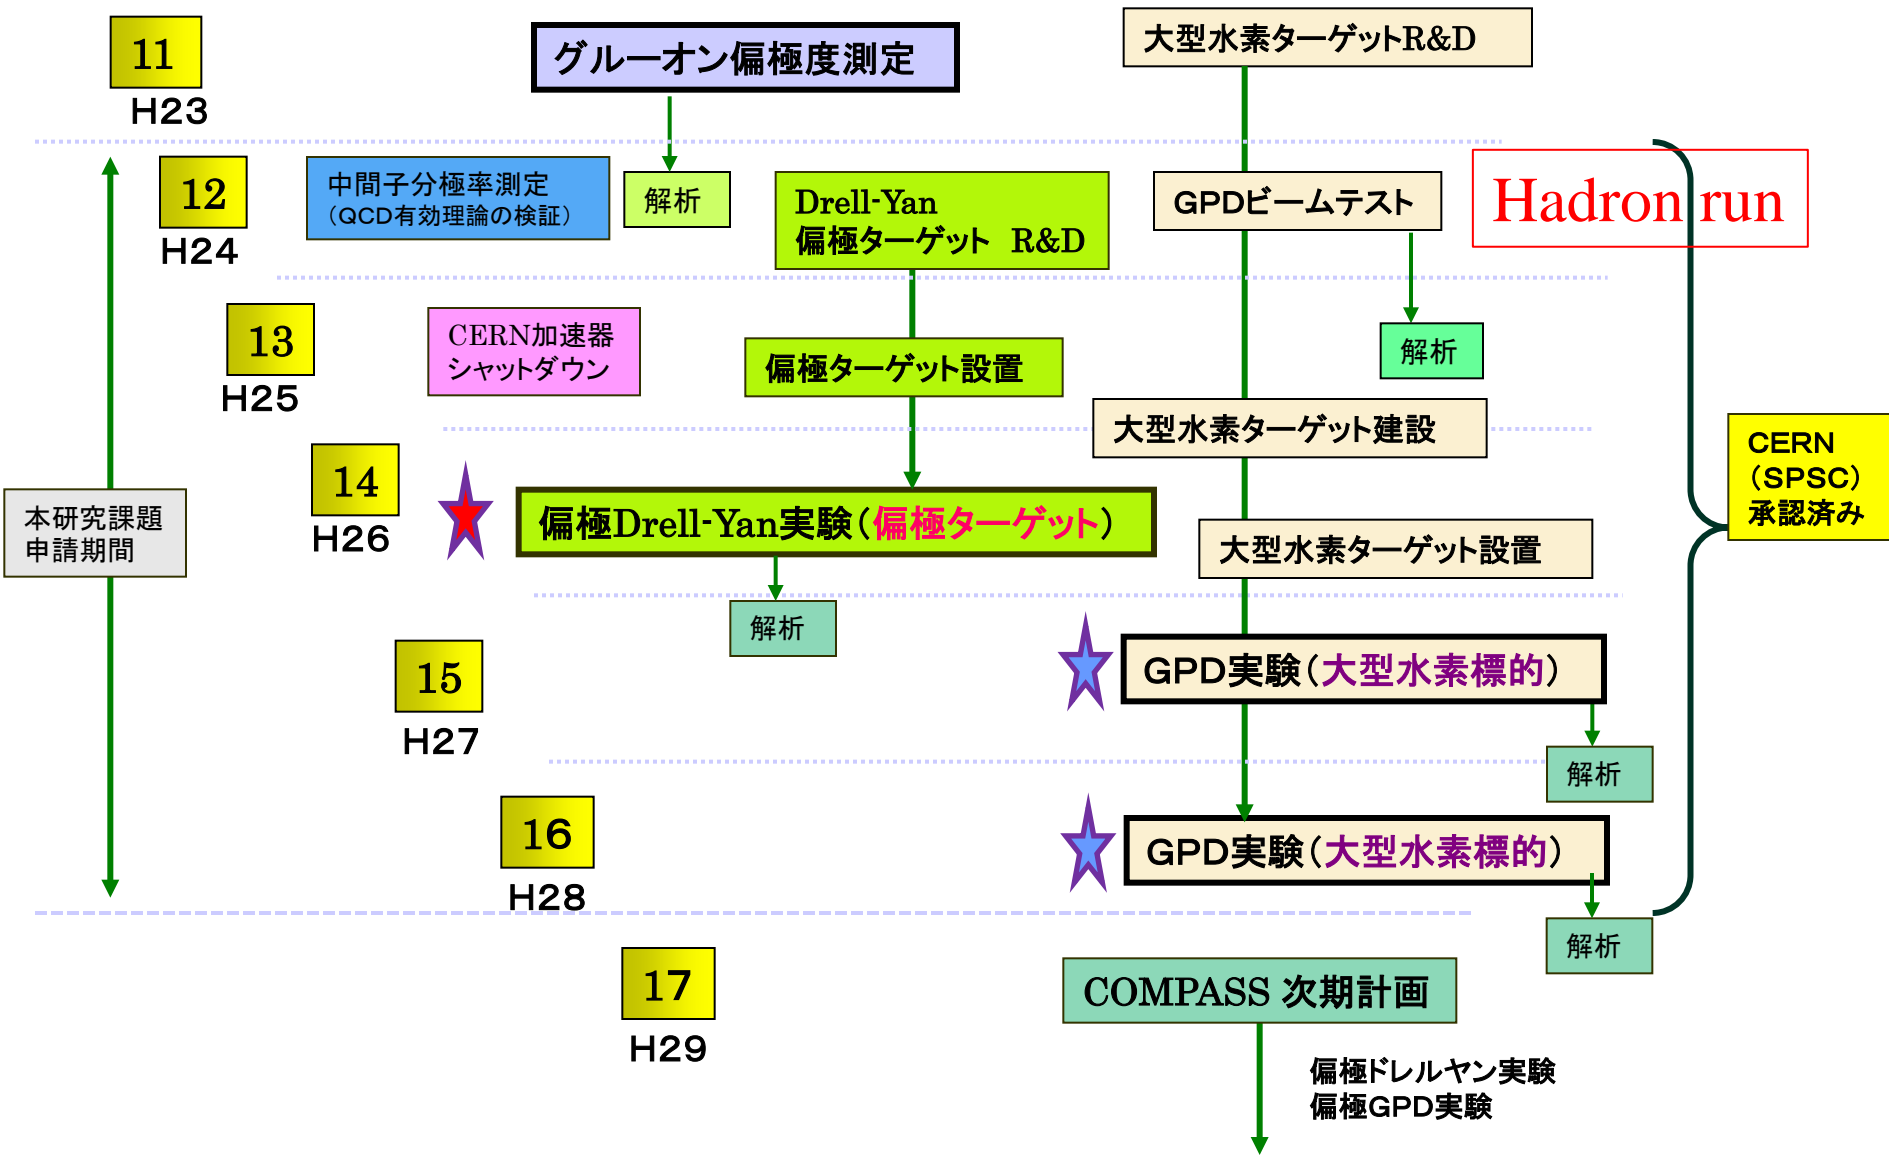 11
H23
グルーオン偏極度測定
大型水素ターゲットR&D
12
H24
中間子分極率測定
（QCD有効理論の検証）
解析
Drell-Yan
偏極ターゲット　R&D
GPDビームテスト
Hadron run
13
H25
CERN加速器
シャットダウン
偏極ターゲット設置
解析
大型水素ターゲット建設
CERN
（SPSC）
承認済み
14
H26
本研究課題
申請期間
偏極Drell-Yan実験（偏極ターゲット）
大型水素ターゲット設置
解析
15
H27
GPD実験（大型水素標的）
解析
16
H28
GPD実験（大型水素標的）
解析
17
H29
COMPASS 次期計画
偏極ドレルヤン実験
偏極GPD実験